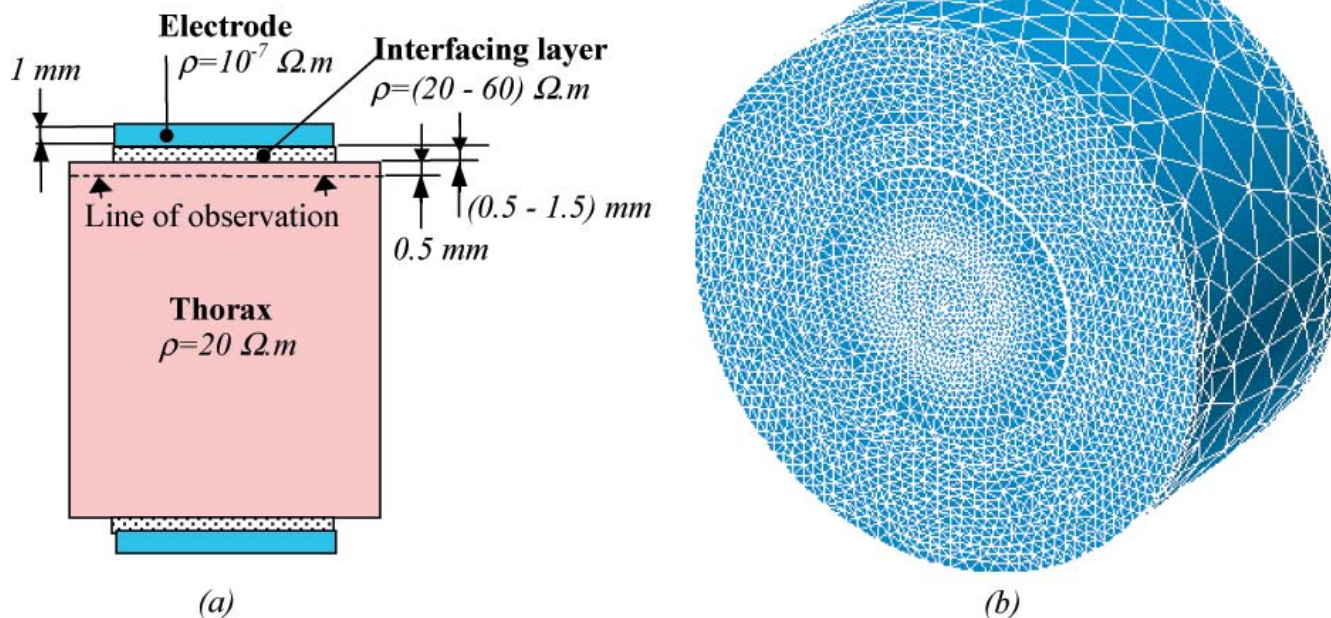 Electrode
ρ=10⁻⁷ Ω.m
1 mm
Interfacing layer
ρ=(20 - 60) Ω.m
Line of observation
(0.5 - 1.5) mm
0.5 mm
Thorax
ρ=20 Ω.m
(a)
(b)